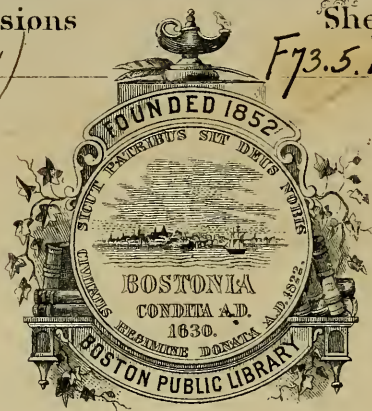 sions
She
F73.5.
FOUNDED 1852
SICUT PATRIBUS SIT DEUS NOBIS
BOSTONIA
CONDITA A.D.
1630.
CIVITATIS REGIMINE DONATA A.D. 1822.
BOSTON PUBLIC LIBRARY